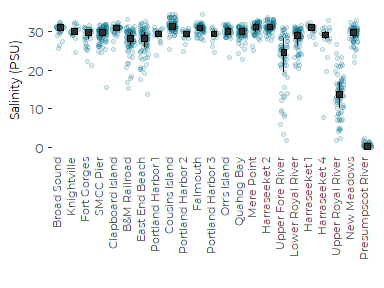 Salinity (PSU)
30
20
10
0
Broad Sound
Knightville
Fort Gorges
SMCC Pier
Clapboard Island
B&M Railroad
East End Beach
Portland Harbor 1
Cousins Island
Portland Harbor 2
Falmouth
Portland Harbor 3
Orrs Island
Quahog Bay
Mere Point
Harraseeket 2
Upper Fore River
Lower Royal River
Harraseeket 1
Harraseeket 4
Upper Royal River
New Meadows
Presumpscot River